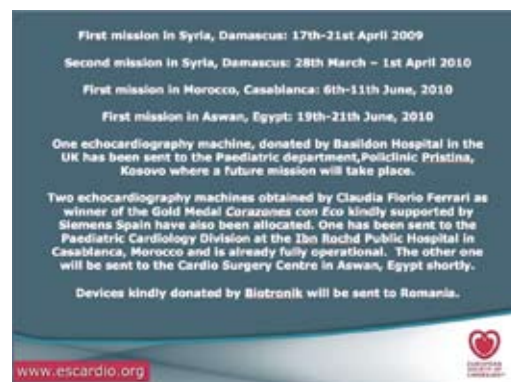 First mission in Syria, Damascus: 17th-21st April 2009
Second mission in Syria, Damascus: 28th March – 1st April 2010
First mission in Morocco, Casablanca: 6th-11th June, 2010
First mission in Aswan, Egypt: 19th-21th June, 2010
One echocardiography machine, donated by Basildon Hospital in the
UK has been sent to the Paediatric department,Policlinic Pristina,
Kosovo where a future mission will take place.
Two echocardiography machines obtained by Claudia Florio Ferrari as
winner of the Gold Medal Corazones con Eco kindly supported by
Siemens Spain have also been allocated. One has been sent to the
Paediatric Cardiology Division at the Ibn Rochd Public Hospital in
Casablanca, Morocco and is already fully operational. The other one
will be sent to the Cardio Surgery Centre in Aswan, Egypt shortly.
Devices kindly donated by Biotronik will be sent to Romania.
www.escardio.org
EUROPEAN
SOCIETY OF
CARDIOLOGY